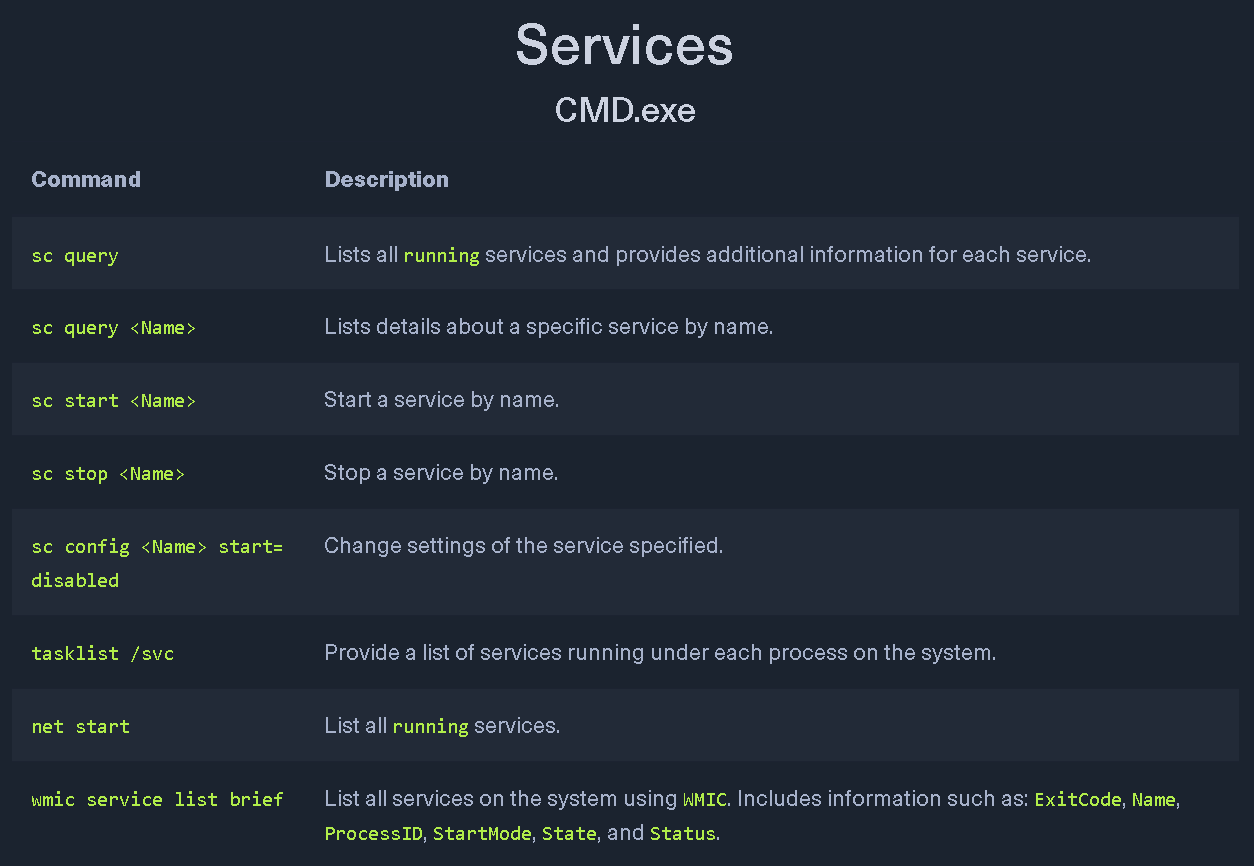 Services
CMD.exe
Command Description
sc query Lists all running services and provides additional information for each service.
sc query <Name> Lists details about a specific service by name.
sc start <Name> Start a service by name.
sc stop <Name> Stop a service by name.
sc config <Name> start= Change settings of the service specified.
disabled
tasklist /svc Provide a list of services running under each process on the system.
net start List all running services.
wmic service list brief List all services on the system using WMIC. Includes information such as: ExitCode, Name,
ProcessID, StartMode, State, and Status.